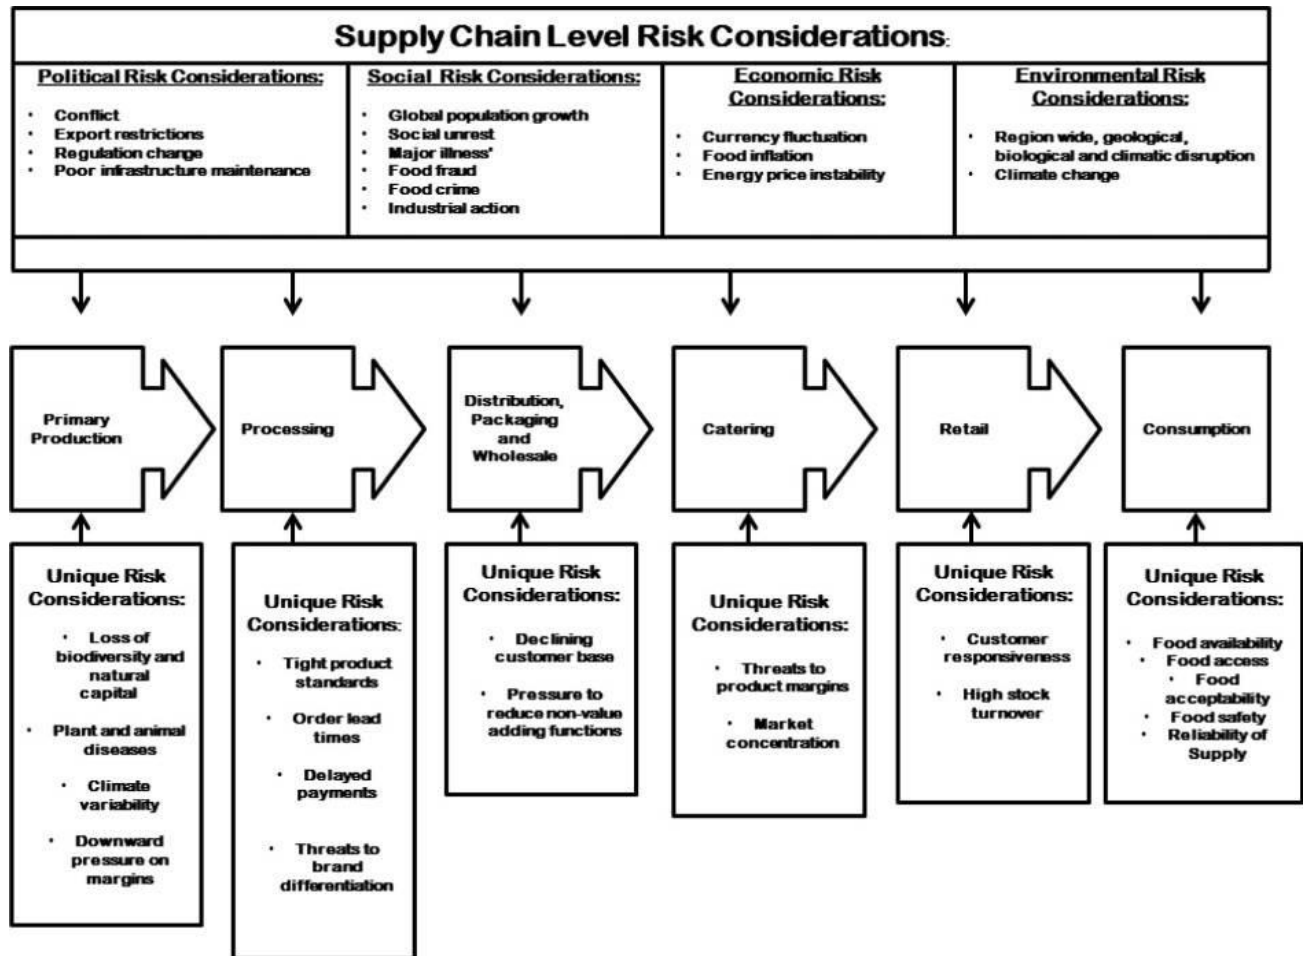 Supply Chain Level Risk Considerations:
Political Risk Considerations:
• Conflict
• Export restrictions
• Regulation change
• Poor infrastructure maintenance
Social Risk Considerations:
• Global population growth
• Social unrest
• Major illness'
• Food fraud
• Food crime
• Industrial action
Economic Risk
Considerations:
• Currency fluctuation
• Food inflation
• Energy price instability
Environmental Risk
Considerations:
• Region wide, geological,
biological and climatic disruption
• Climate change
Primary
Production
Processing
Distribution,
Packaging
and
Wholesale
Catering
Retail
Consumption
Unique Risk
Considerations:
• Loss of
biodiversity and
natural
capital
• Plant and animal
diseases
• Climate
variability
• Downward
pressure on
margins
Unique Risk
Considerations:
• Tight product
standards
• Order lead
times
• Delayed
payments
• Threats to
brand
differentiation
Unique Risk
Considerations:
• Declining
customer base
• Pressure to
reduce non-value
adding functions
Unique Risk
Considerations:
• Threats to
product margins
• Market
concentration
Unique Risk
Considerations:
• Customer
responsiveness
• High stock
turnover
Unique Risk
Considerations:
• Food availability
• Food access
• Food
acceptability
• Food safety
• Reliability of
Supply